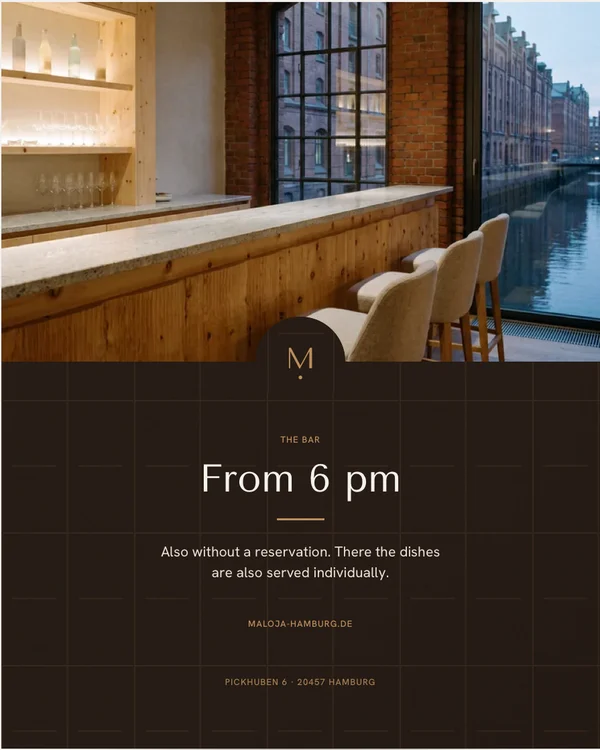 M
THE BAR
From 6 pm
Also without a reservation. There the dishes
are also served individually.
MALOJA-HAMBURG.DE
PICKHUBEN 6 · 20457 HAMBURG